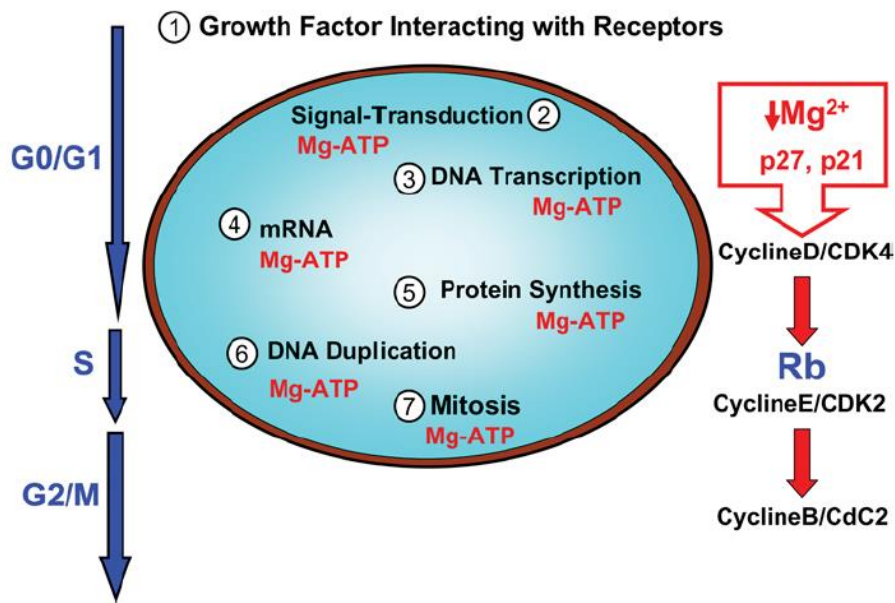 ① Growth Factor Interacting with Receptors
G0/G1
S
G2/M
Signal-Transduction ②
Mg-ATP
③ DNA Transcription
Mg-ATP
④ mRNA
Mg-ATP
⑤ Protein Synthesis
Mg-ATP
⑥ DNA Duplication
Mg-ATP
⑦ Mitosis
Mg-ATP
↓Mg²⁺
p27, p21
CyclineD/CDK4
Rb
CyclineE/CDK2
CyclineB/CdC2